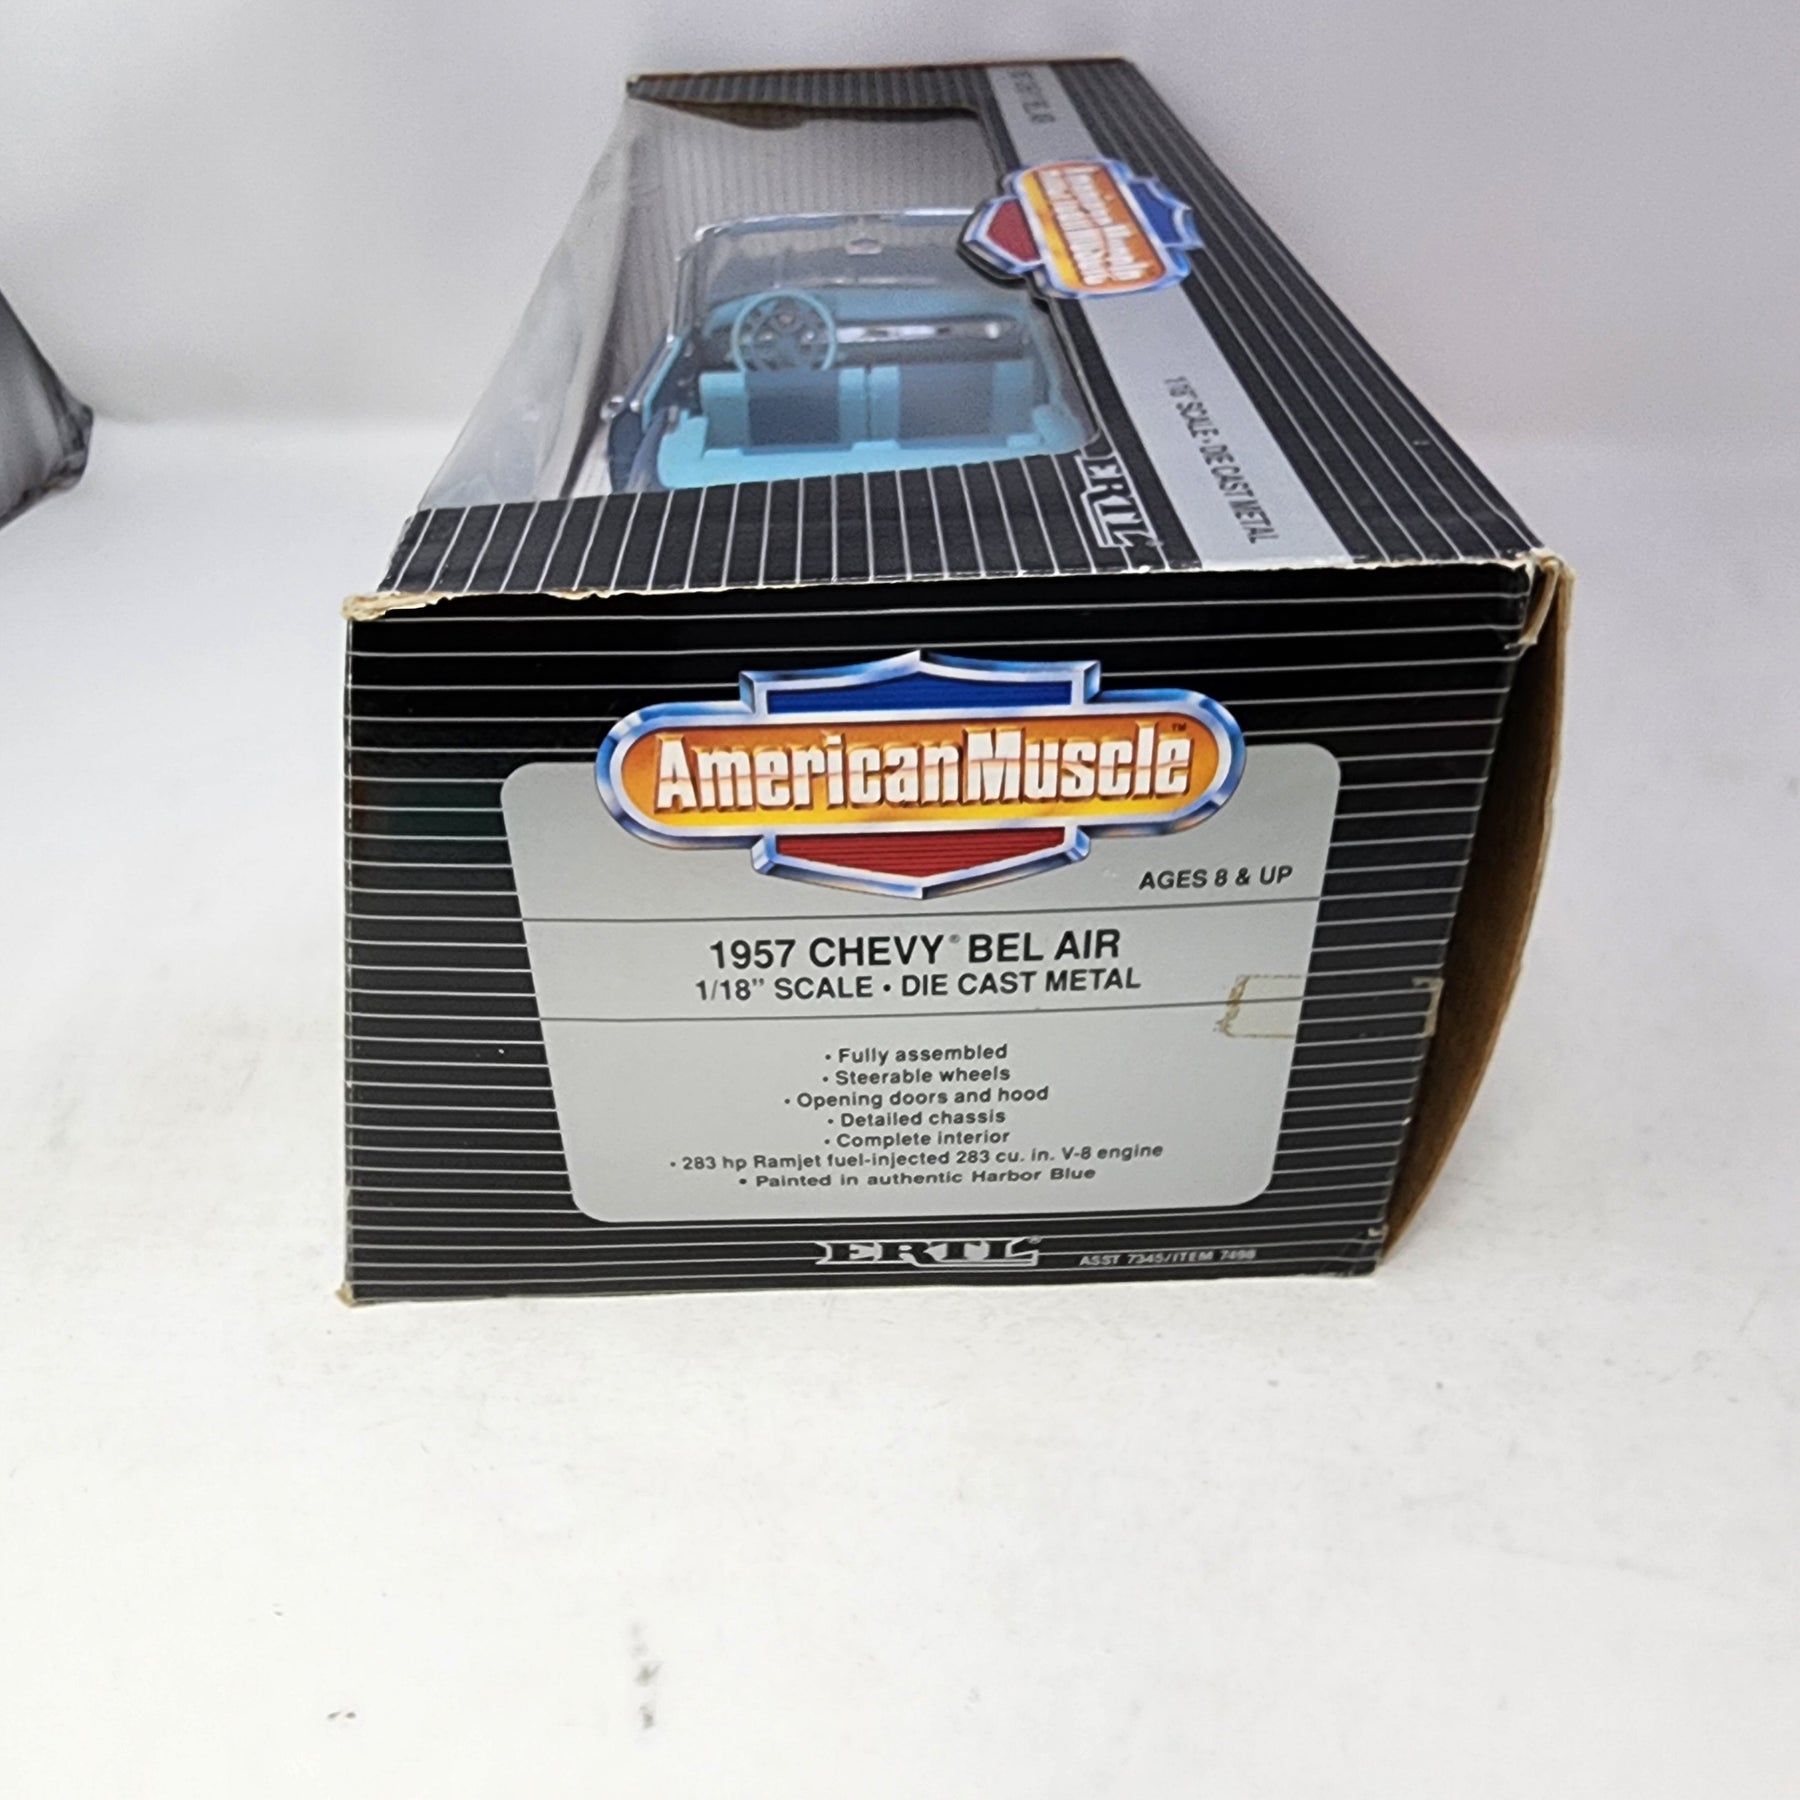 AmericanMuscle
1/18" SCALE • DIE CAST METAL
ERTL
AmericanMuscle™
AGES 8 & UP
1957 CHEVY® BEL AIR
1/18" SCALE • DIE CAST METAL
• Fully assembled
• Steerable wheels
• Opening doors and hood
• Detailed chassis
• Complete interior
• 283 hp Ramjet fuel-injected 283 cu. in. V-8 engine
• Painted in authentic Harbor Blue
ERTL®
ASST 7345/ITEM 7498